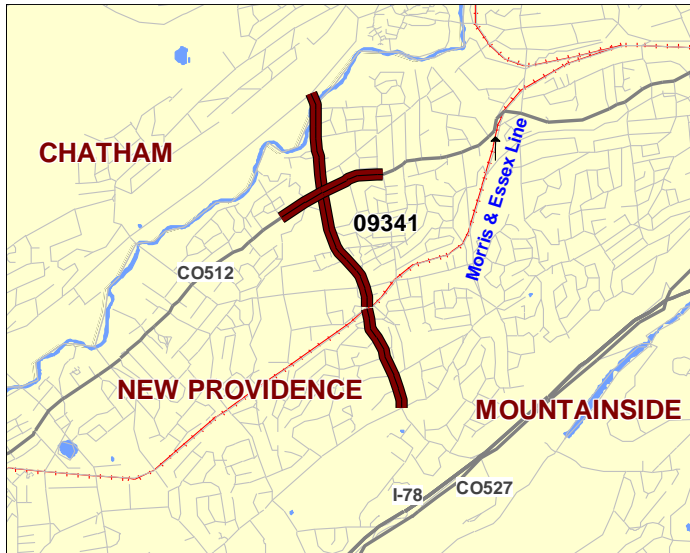 CHATHAM
Morris & Essex Line
09341
CO512
NEW PROVIDENCE
MOUNTAINSIDE
I-78
CO527